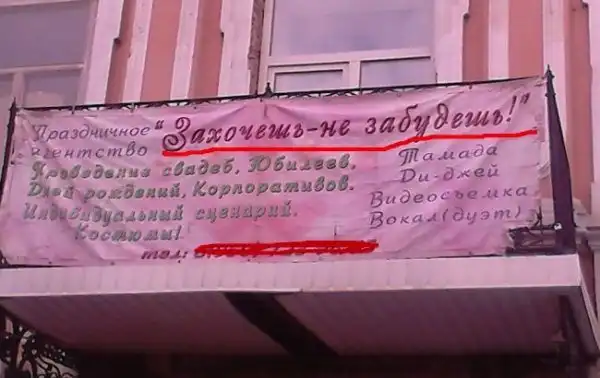 Праздничное агентство
"Захочешь-не забудешь!"
Проведение свадеб, Юбилеев,
Дней рождений, Корпоративов.
Индивидуальный сценарий.
Костюмы!
Тамада
Ди-джей
Видеосъемка
Вокал(дуэт)
тел: